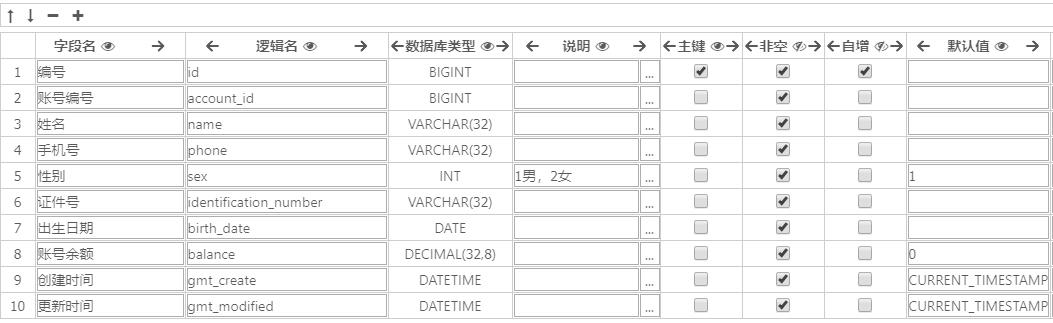 字段名 逻辑名 数据库类型 说明 主键 非空 自增 默认值
1 编号 id BIGINT ...
2 账号编号 account_id BIGINT ...
3 姓名 name VARCHAR(32) ...
4 手机号 phone VARCHAR(32) ...
5 性别 sex INT 1男，2女 ... 1
6 证件号 identification_number VARCHAR(32) ...
7 出生日期 birth_date DATE ...
8 账号余额 balance DECIMAL(32,8) ... 0
9 创建时间 gmt_create DATETIME ... CURRENT_TIMESTAMP
10 更新时间 gmt_modified DATETIME ... CURRENT_TIMESTAMP